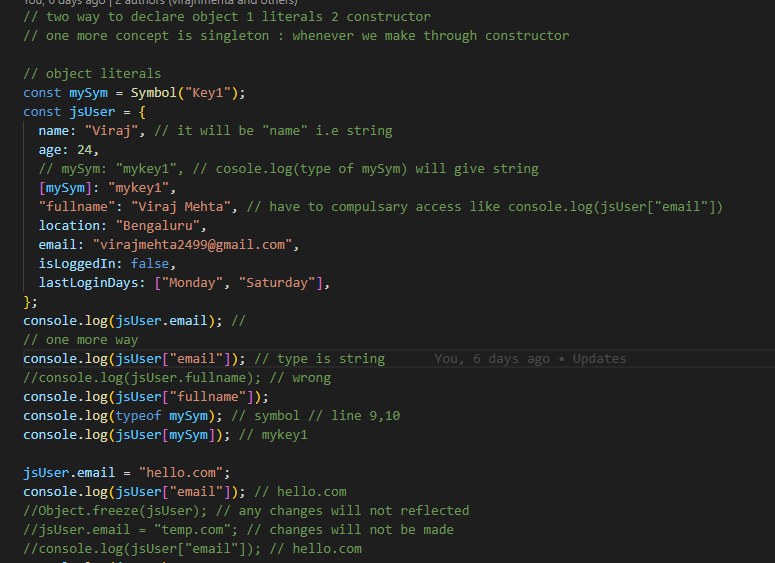 You, 6 days ago | 2 authors (virajnmehta and others)
// two way to declare object 1 literals 2 constructor
// one more concept is singleton : whenever we make through constructor
// object literals
const mySym = Symbol("Key1");
const jsUser = {
name: "Viraj", // it will be "name" i.e string
age: 24,
// mySym: "mykey1", // cosole.log(type of mySym) will give string
[mySym]: "mykey1",
"fullname": "Viraj Mehta", // have to compulsary access like console.log(jsUser["email"])
location: "Bengaluru",
email: "virajmehta2499@gmail.com",
isLoggedIn: false,
lastLoginDays: ["Monday", "Saturday"],
};
console.log(jsUser.email); //
// one more way
console.log(jsUser["email"]); // type is string You, 6 days ago • Updates
//console.log(jsUser.fullname); // wrong
console.log(jsUser["fullname"]);
console.log(typeof mySym); // symbol // line 9,10
console.log(jsUser[mySym]); // mykey1
jsUser.email = "hello.com";
console.log(jsUser["email"]); // hello.com
//Object.freeze(jsUser); // any changes will not reflected
//jsUser.email = "temp.com"; // changes will not be made
//console.log(jsUser["email"]); // hello.com